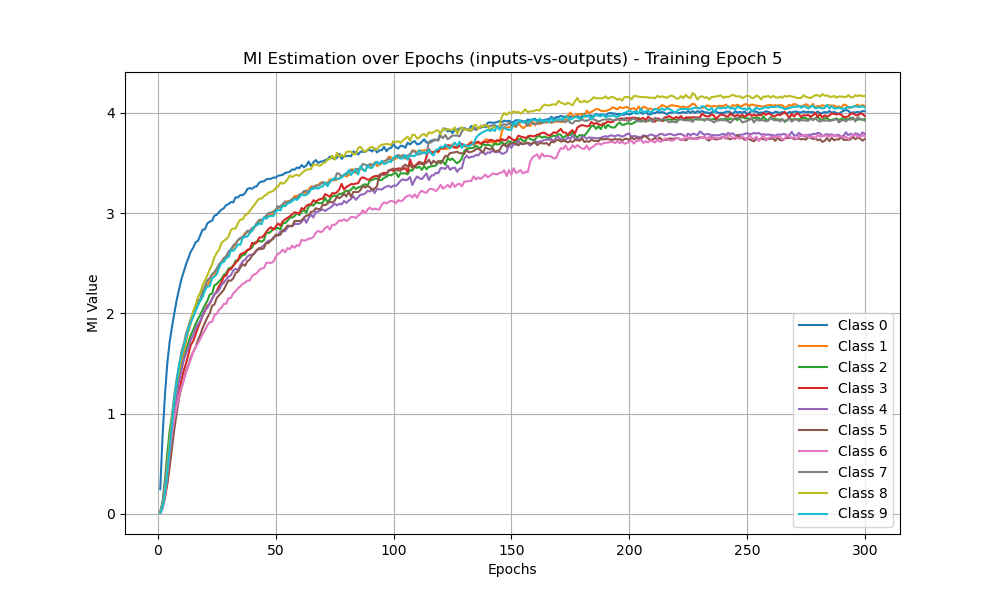 MI Estimation over Epochs (inputs-vs-outputs) - Training Epoch 5
MI Value
4
3
2
1
0
0 50 100 150 200 250 300
Epochs
Class 0
Class 1
Class 2
Class 3
Class 4
Class 5
Class 6
Class 7
Class 8
Class 9